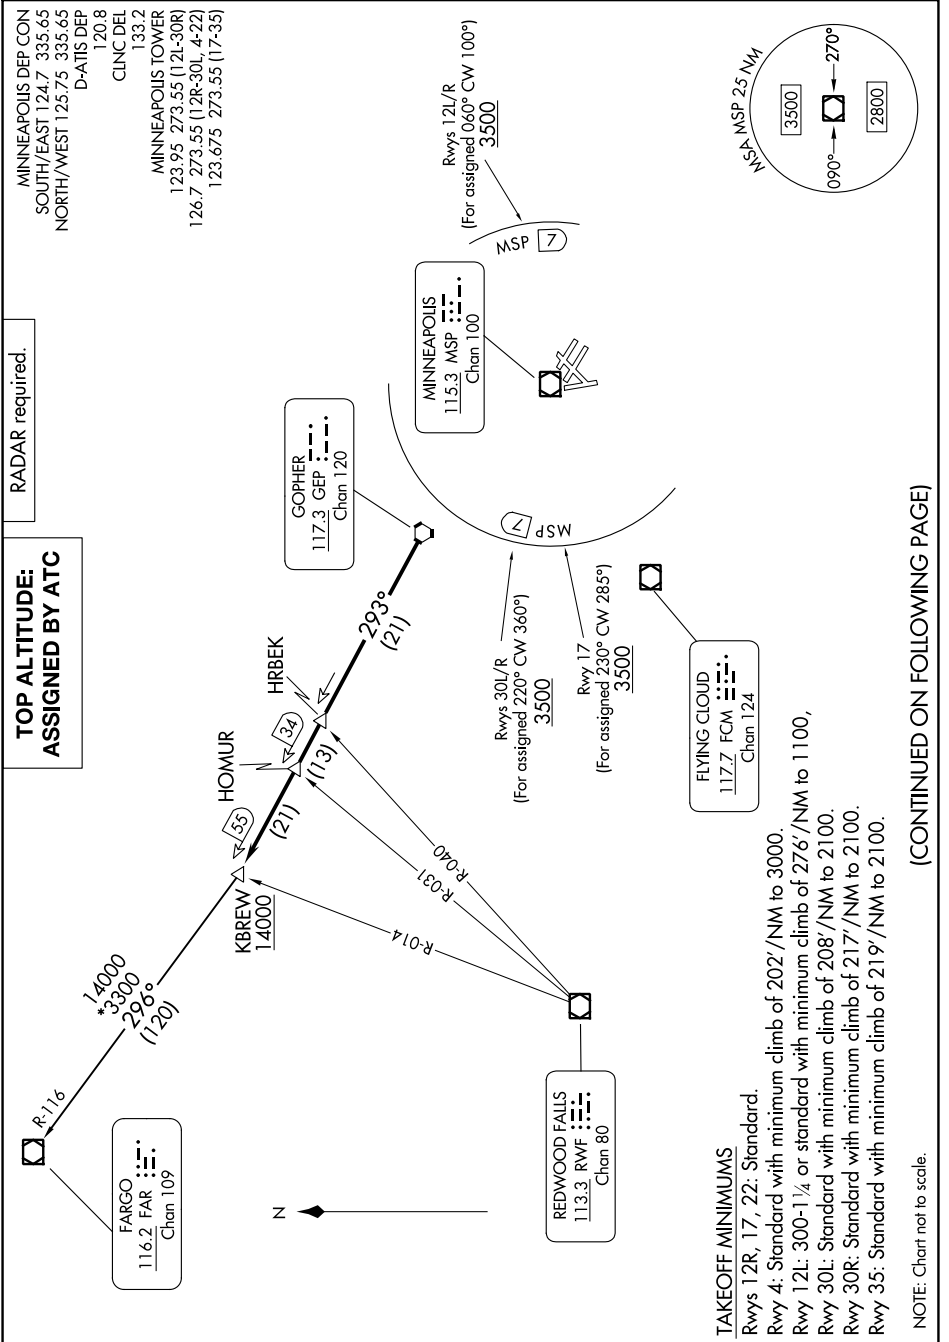 MINNEAPOLIS DEP CON
SOUTH/EAST 124.7 335.65
NORTH/WEST 125.75 335.65
D-ATIS DEP
120.8
CLNC DEL
133.2
MINNEAPOLIS TOWER
123.95 273.55 (12L-30R)
126.7 273.55 (12R-30L, 4-22)
123.675 273.55 (17-35)
RADAR required.
TOP ALTITUDE:
ASSIGNED BY ATC
MSA MSP 25 NM
3500
090°
270°
2800
Rwys 12L/R
(For assigned 060° CW 100°)
3500
MSP 7
MINNEAPOLIS
115.3 MSP
Chan 100
GOPHER
117.3 GEP
Chan 120
293°
(21)
HRBEK
HOMUR
34
(13)
55
(21)
KBREW
14000
14000
*3300
296°
(120)
R-116
FARGO
116.2 FAR
Chan 109
N
R-014
R-031
R-040
REDWOOD FALLS
113.3 RWF
Chan 80
MSP 7
Rwys 30L/R
(For assigned 220° CW 360°)
3500
Rwy 17
(For assigned 230° CW 285°)
3500
FLYING CLOUD
117.7 FCM
Chan 124
TAKEOFF MINIMUMS
Rwys 12R, 17, 22: Standard.
Rwy 4: Standard with minimum climb of 202'/NM to 3000.
Rwy 12L: 300-1¼ or standard with minimum climb of 276'/NM to 1100,
Rwy 30L: Standard with minimum climb of 208'/NM to 2100.
Rwy 30R: Standard with minimum climb of 217'/NM to 2100.
Rwy 35: Standard with minimum climb of 219'/NM to 2100.
NOTE: Chart not to scale.
(CONTINUED ON FOLLOWING PAGE)